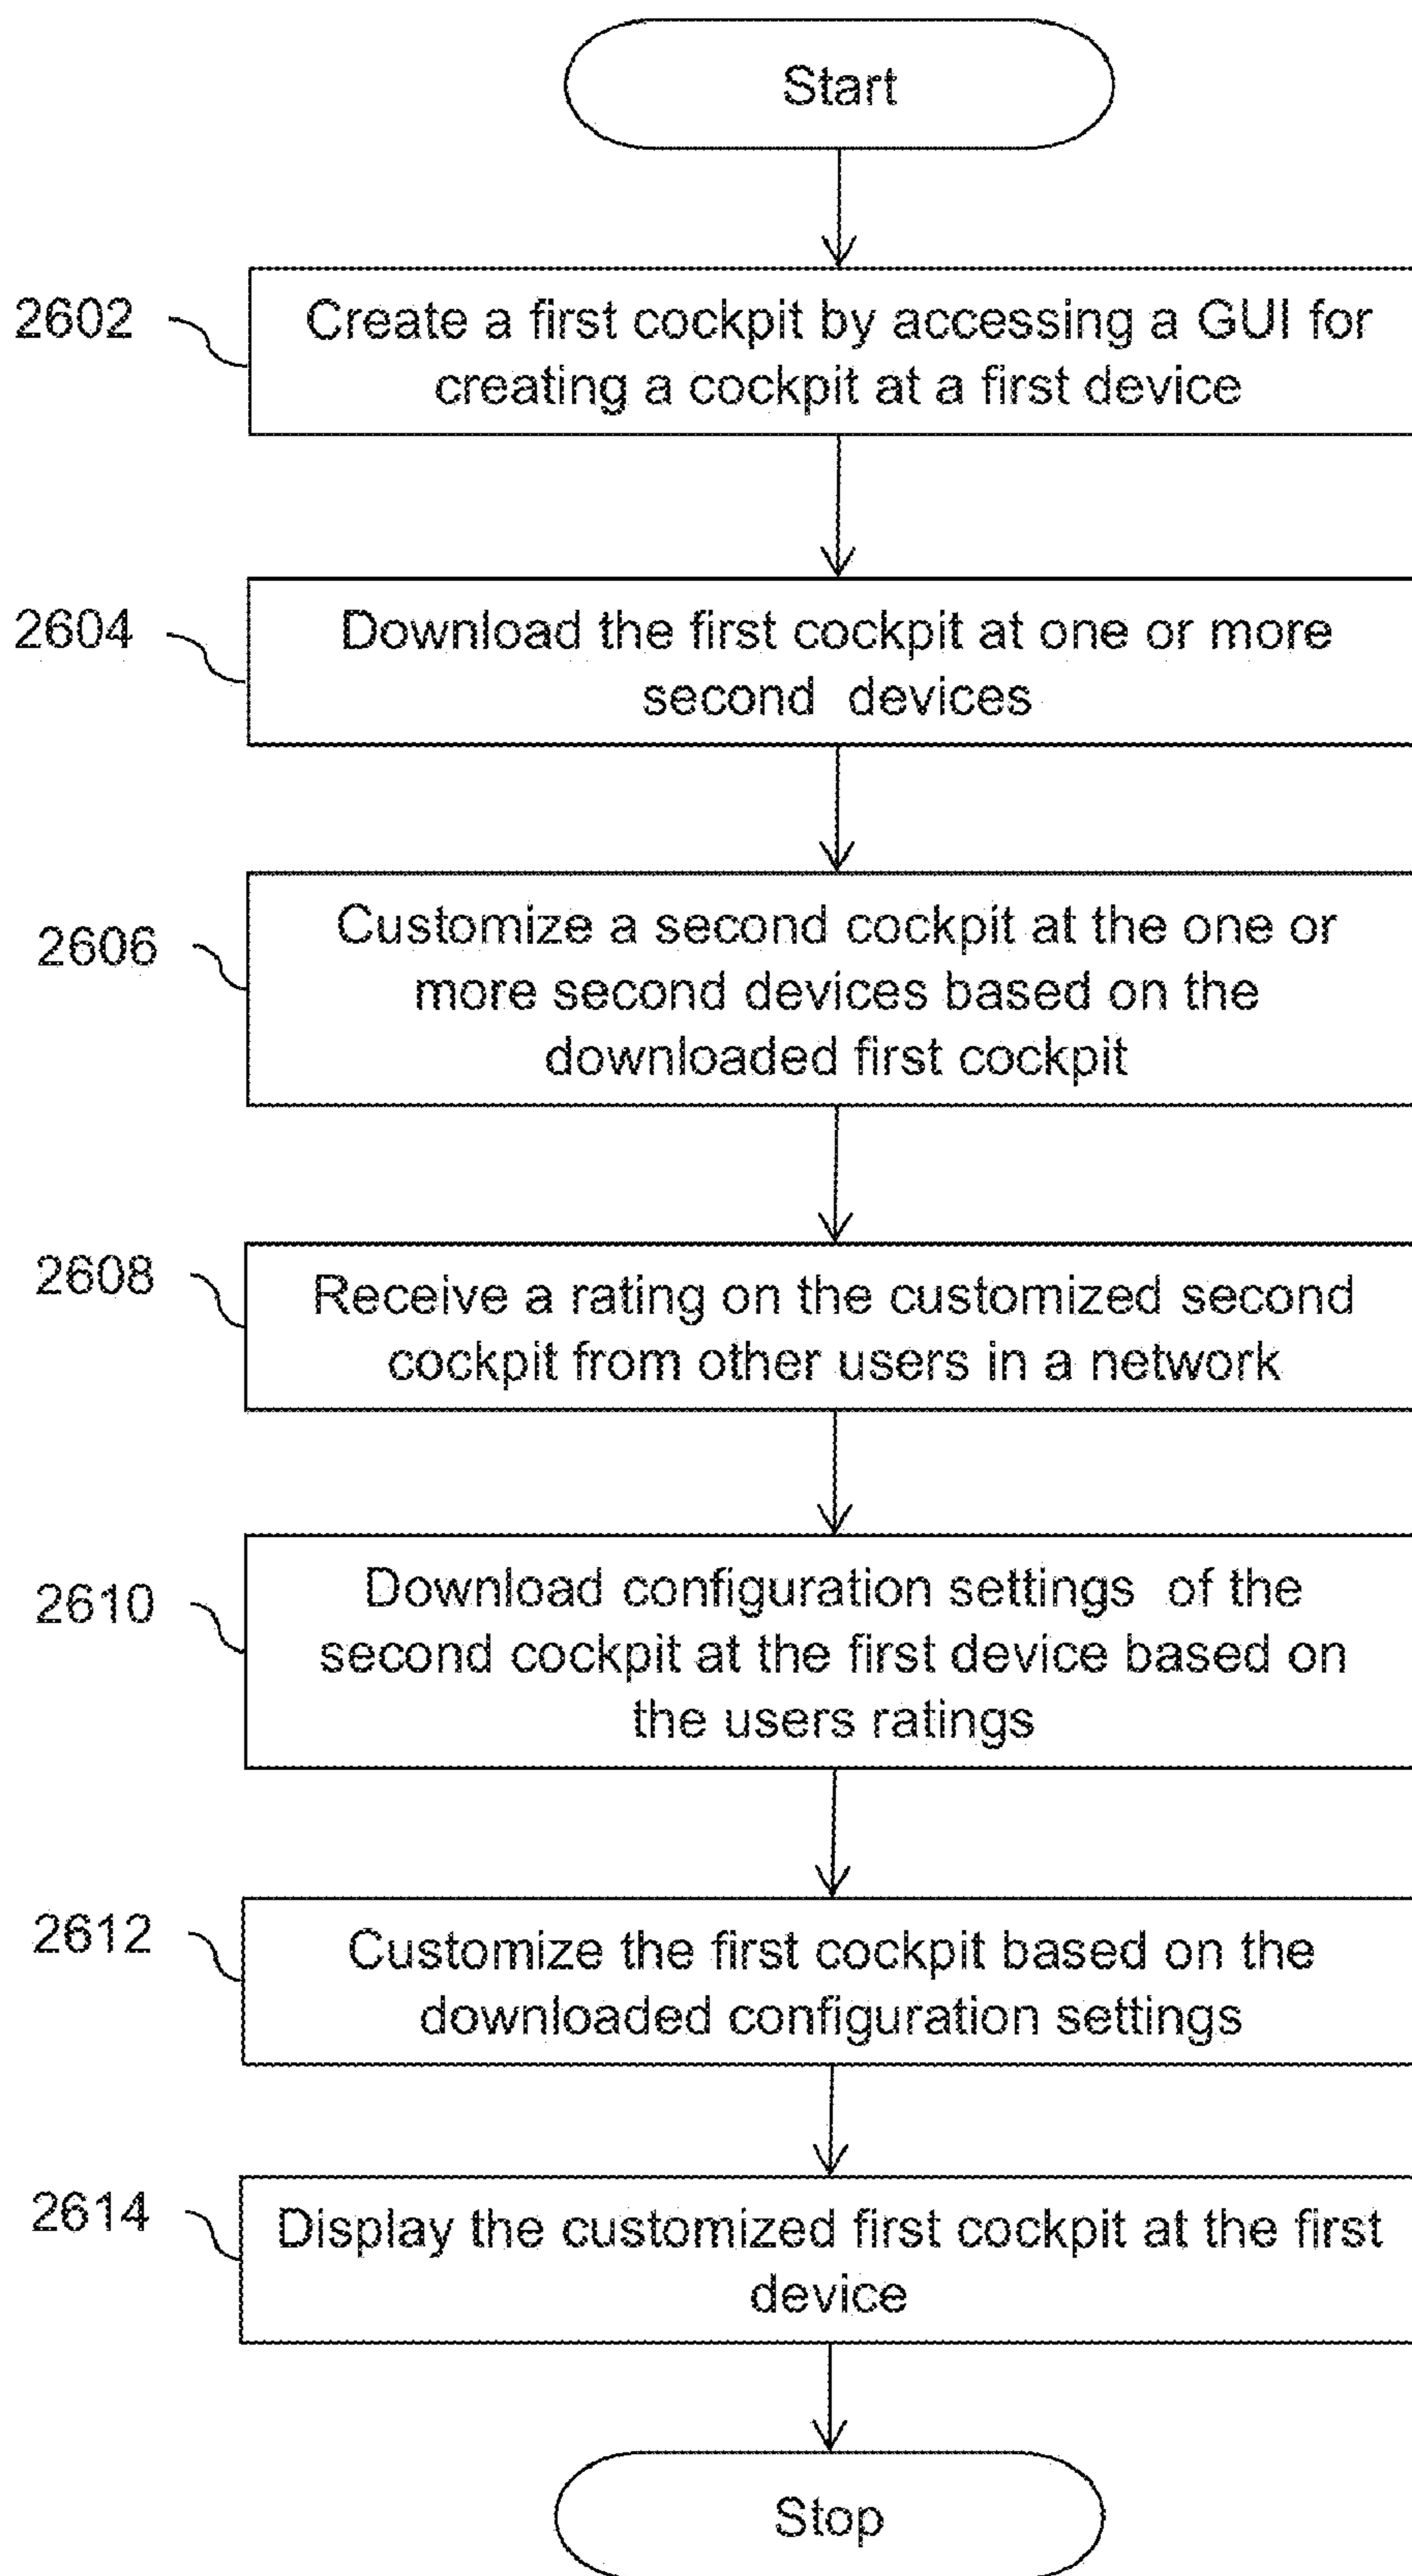 Start
2602
Create a first cockpit by accessing a GUI for
creating a cockpit at a first device
2604
Download the first cockpit at one or more
second devices
2606
Customize a second cockpit at the one or
more second devices based on the
downloaded first cockpit
2608
Receive a rating on the customized second
cockpit from other users in a network
2610
Download configuration settings of the
second cockpit at the first device based on
the users ratings
2612
Customize the first cockpit based on the
downloaded configuration settings
2614
Display the customized first cockpit at the first
device
Stop